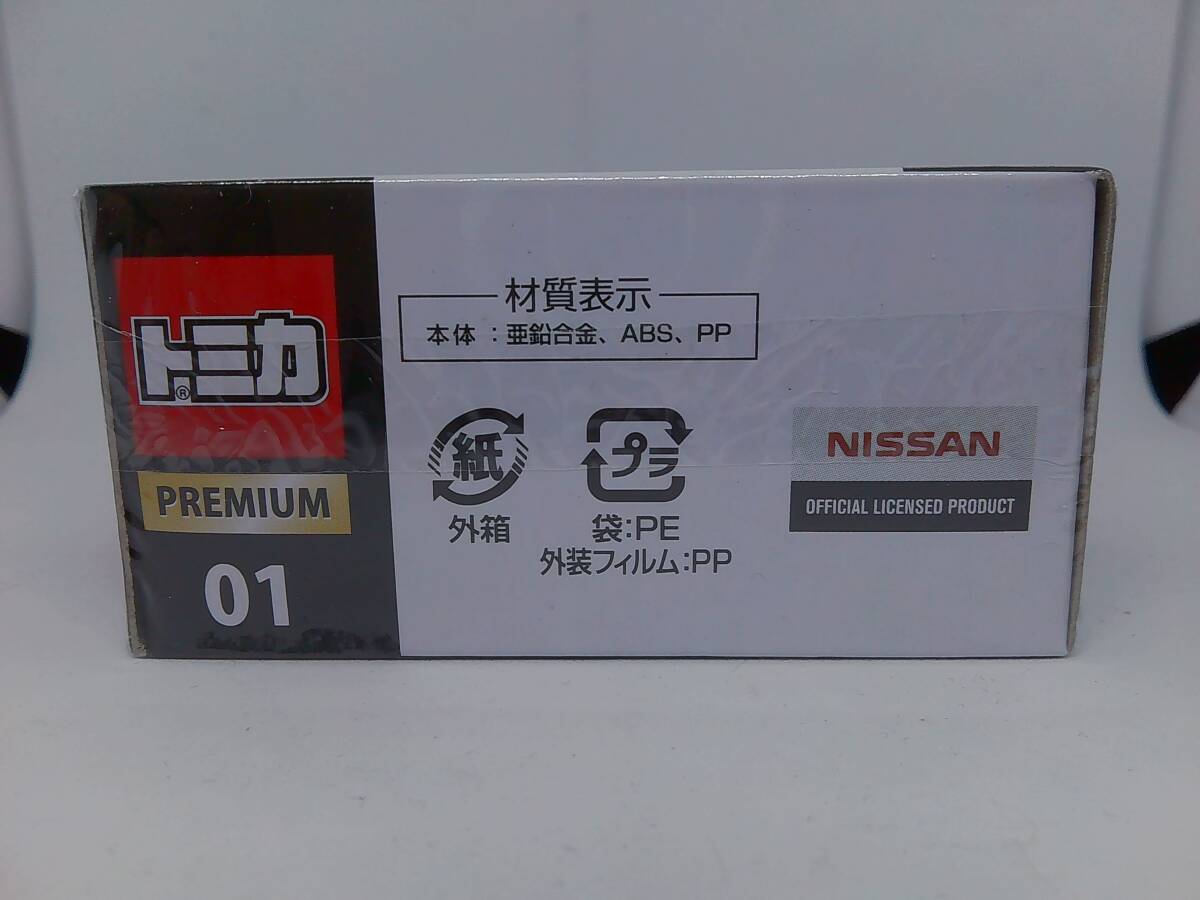 トミカ®
PREMIUM
01
材質表示
本体：亜鉛合金、ABS、PP
紙
外箱
プラ
袋:PE
外装フィルム:PP
NISSAN
OFFICIAL LICENSED PRODUCT